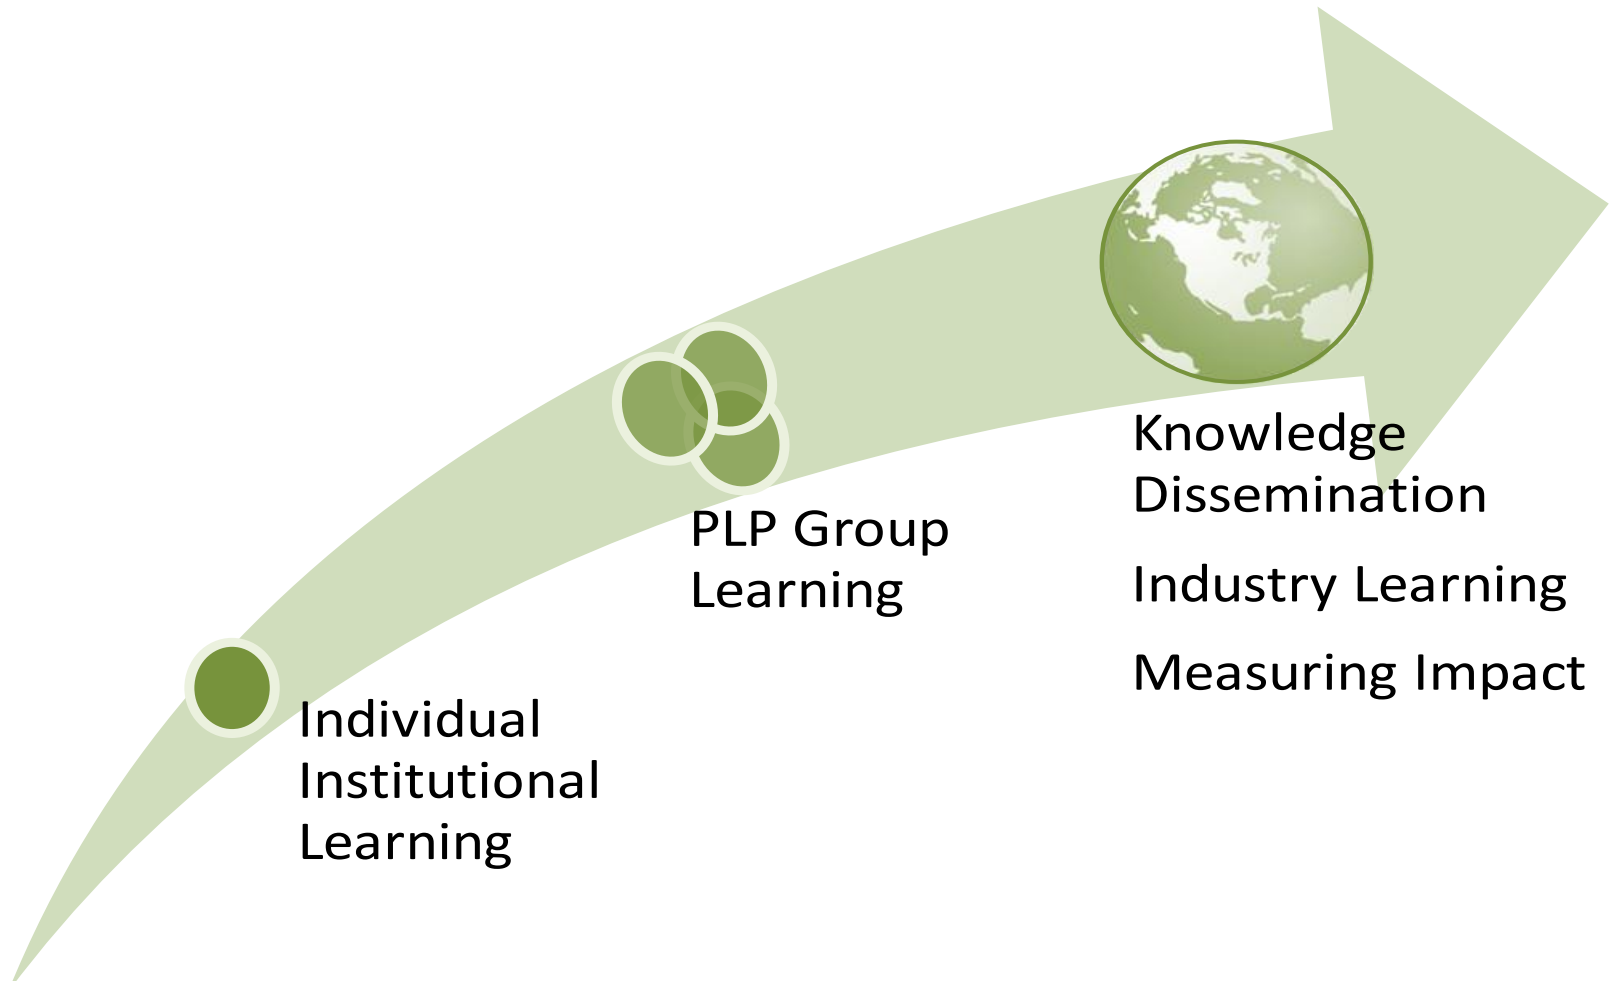 Individual
Institutional
Learning
PLP Group
Learning
Knowledge
Dissemination
Industry Learning
Measuring Impact